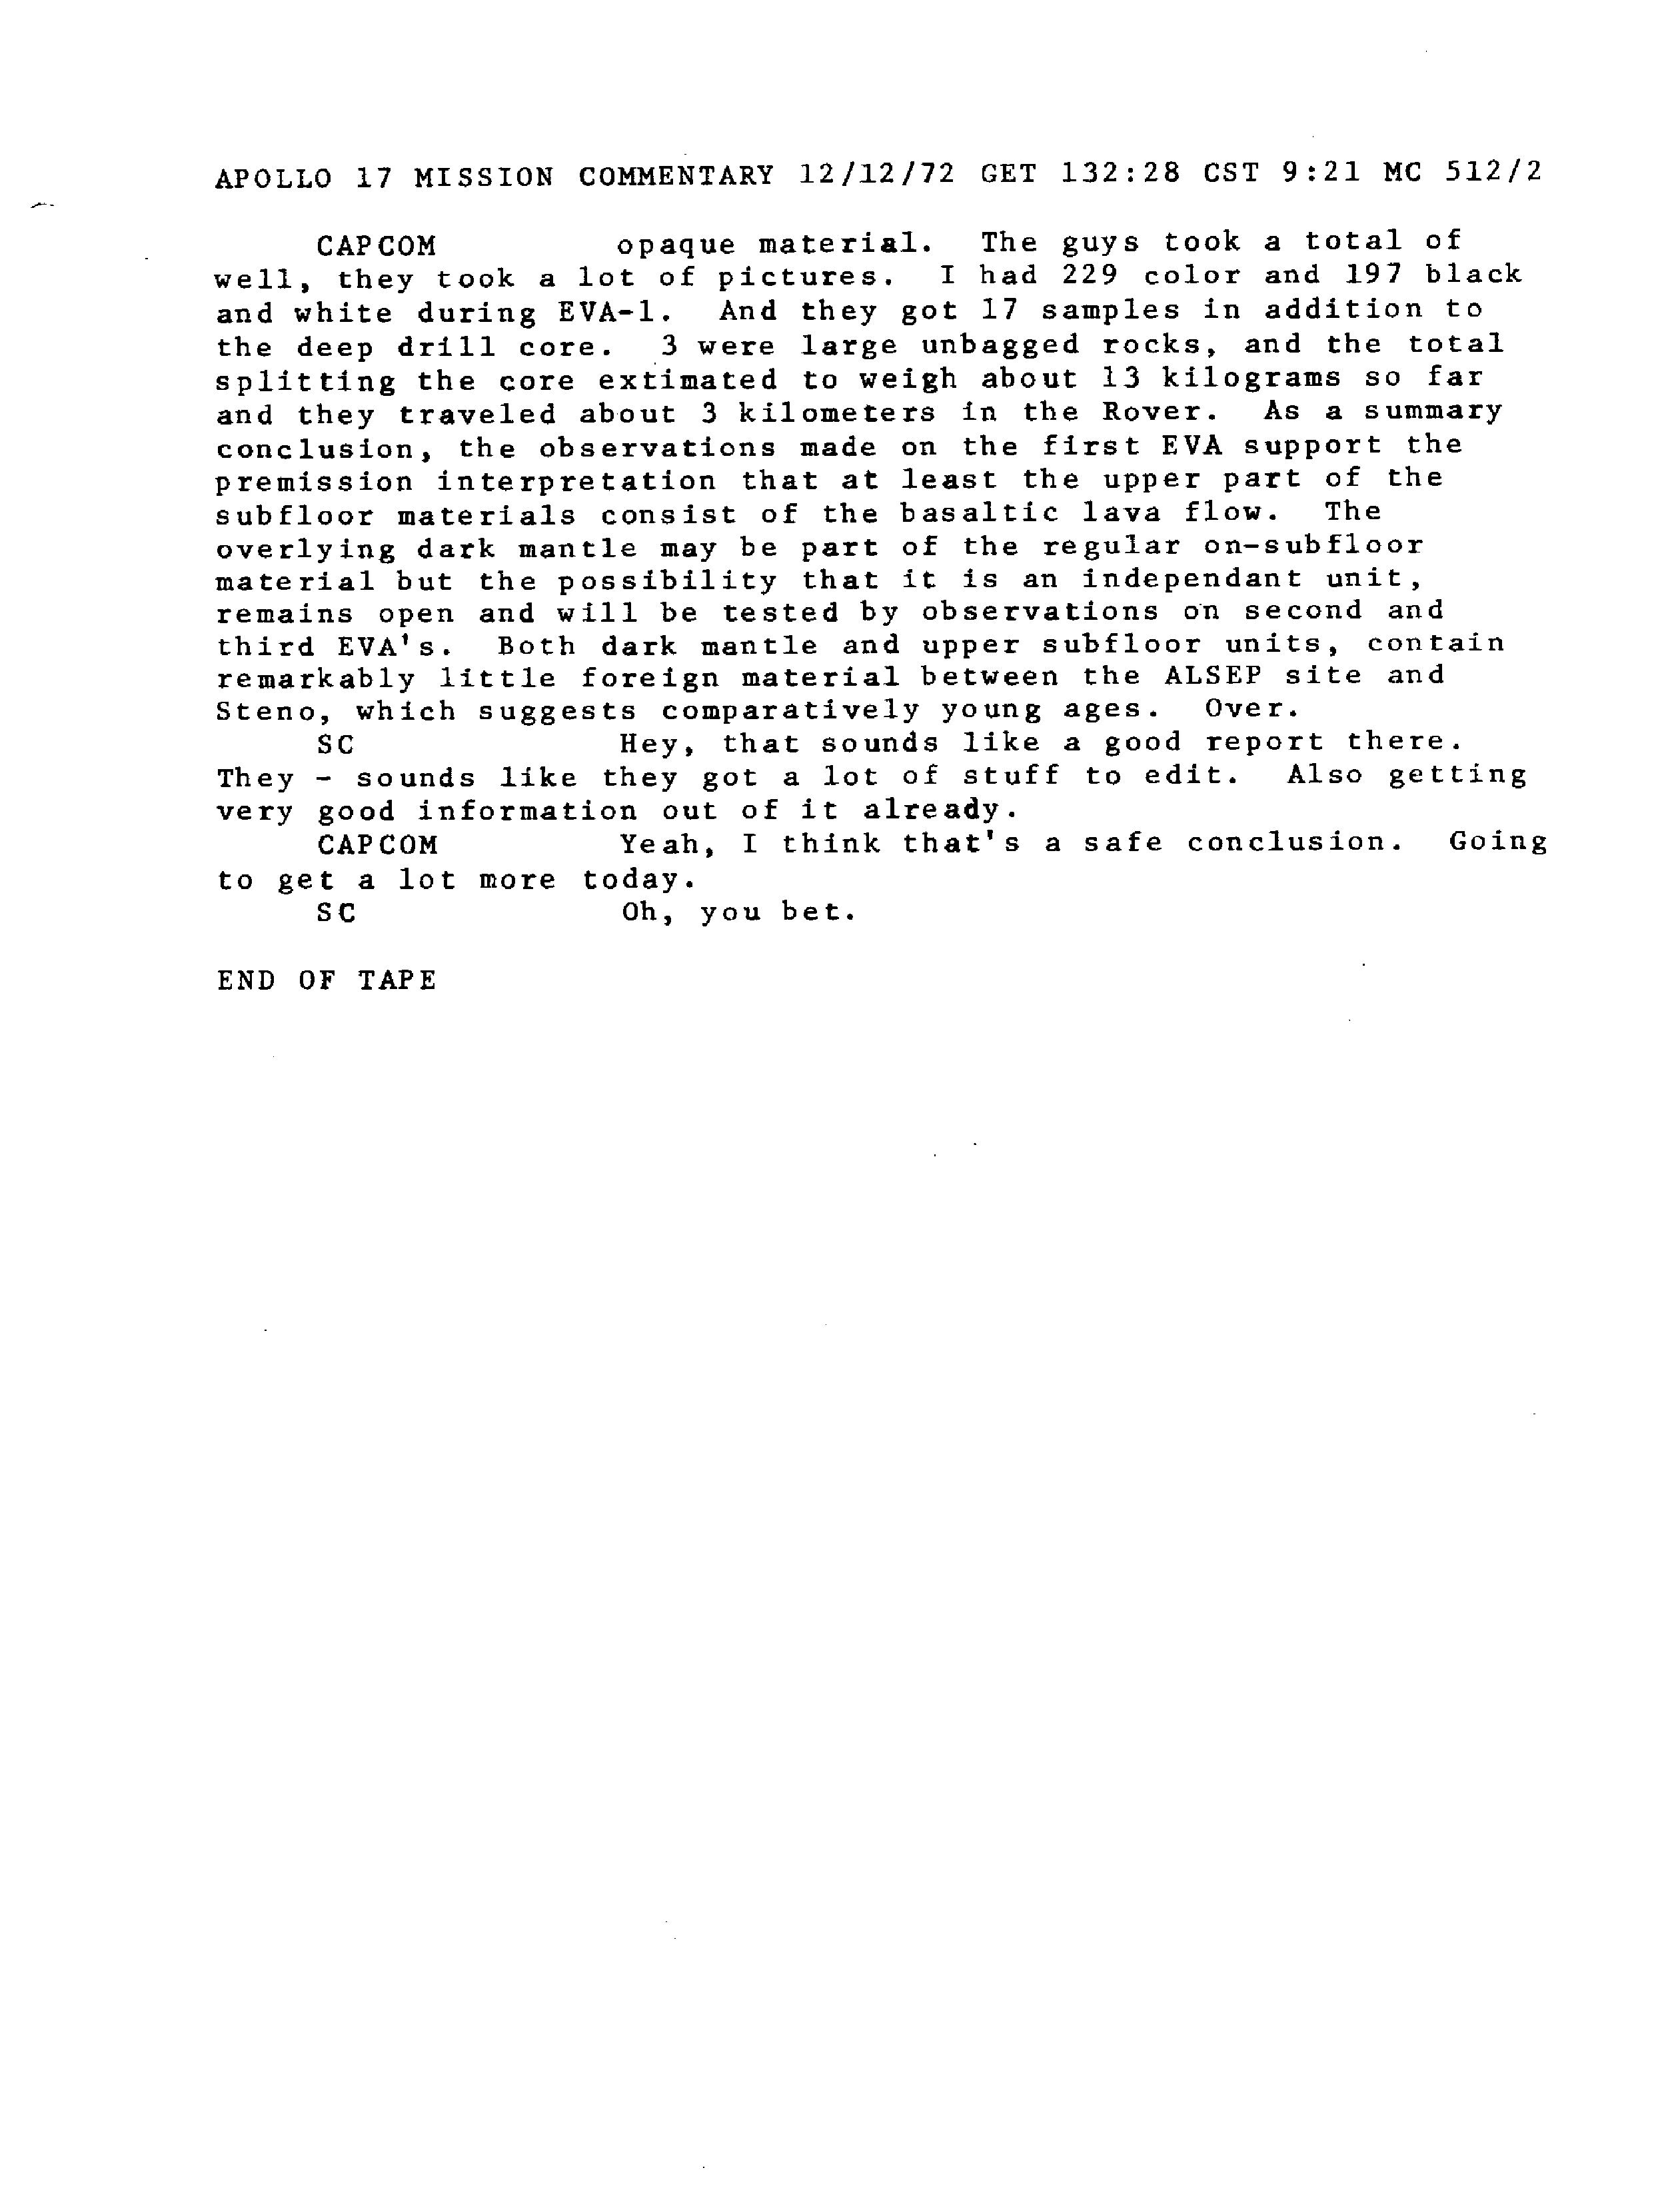 APOLLO 17 MISSION COMMENTARY 12/12/72 GET 132:28 CST 9:21 MC 512/2
CAPCOM opaque material. The guys took a total of
well, they took a lot of pictures. I had 229 color and 197 black
and white during EVA-1. And they got 17 samples in addition to
the deep drill core. 3 were large unbagged rocks, and the total
splitting the core extimated to weigh about 13 kilograms so far
and they traveled about 3 kilometers in the Rover. As a summary
conclusion, the observations made on the first EVA support the
premission interpretation that at least the upper part of the
subfloor materials consist of the basaltic lava flow. The
overlying dark mantle may be part of the regular on-subfloor
material but the possibility that it is an independant unit,
remains open and will be tested by observations on second and
third EVA's. Both dark mantle and upper subfloor units, contain
remarkably little foreign material between the ALSEP site and
Steno, which suggests comparatively young ages. Over.
SC Hey, that sounds like a good report there.
They - sounds like they got a lot of stuff to edit. Also getting
very good information out of it already.
CAPCOM Yeah, I think that's a safe conclusion. Going
to get a lot more today.
SC Oh, you bet.
END OF TAPE